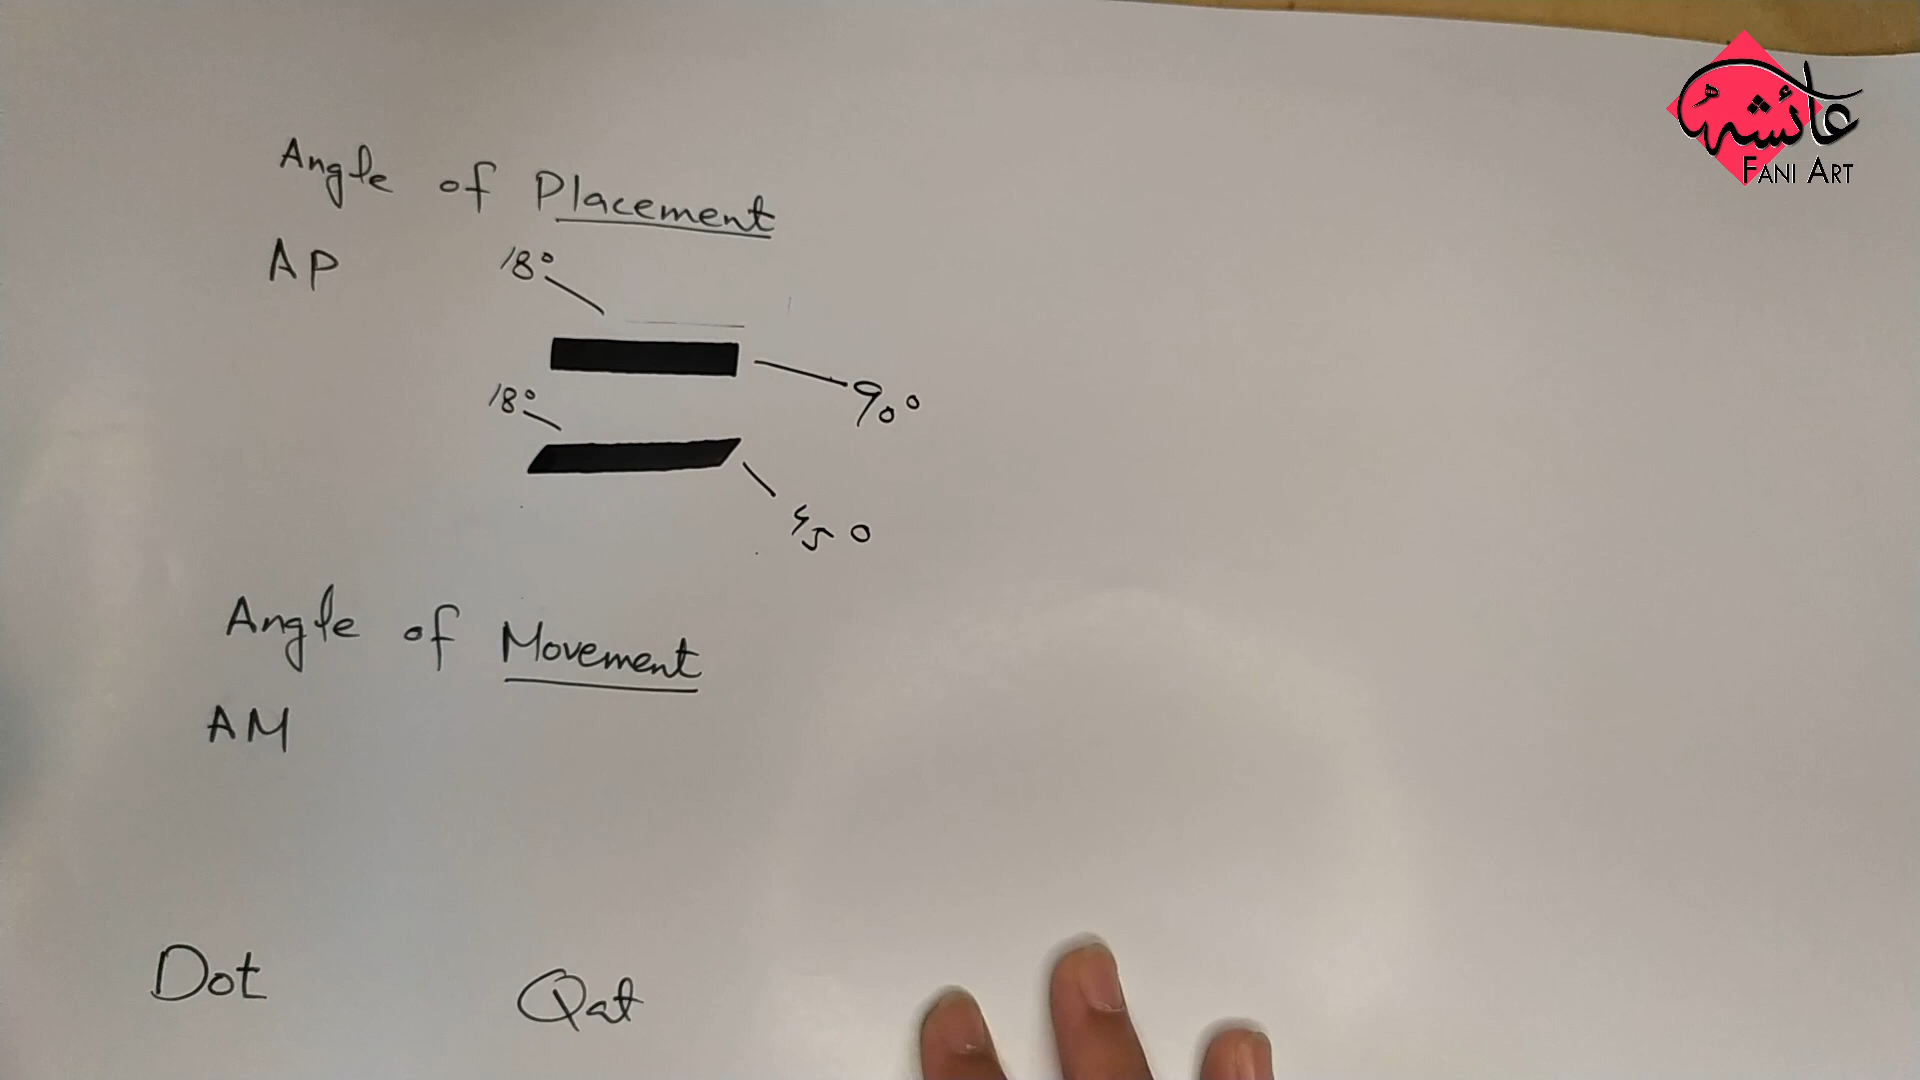 عائشہ
FANI ART
Angle of Placement
AP
18°
90°
18°
45°
Angle of Movement
AM
Dot Qat